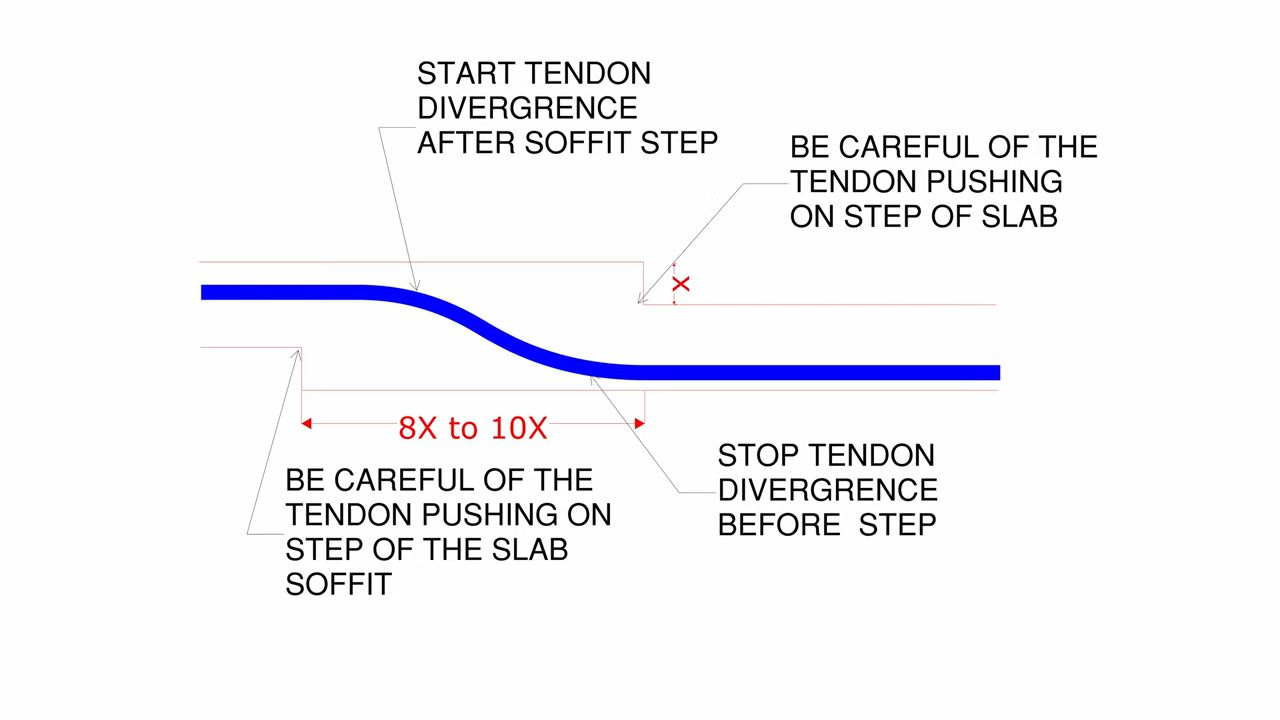 START TENDON
DIVERGRENCE
AFTER SOFFIT STEP
BE CAREFUL OF THE
TENDON PUSHING
ON STEP OF SLAB
X
8X to 10X
BE CAREFUL OF THE
TENDON PUSHING ON
STEP OF THE SLAB
SOFFIT
STOP TENDON
DIVERGRENCE
BEFORE  STEP